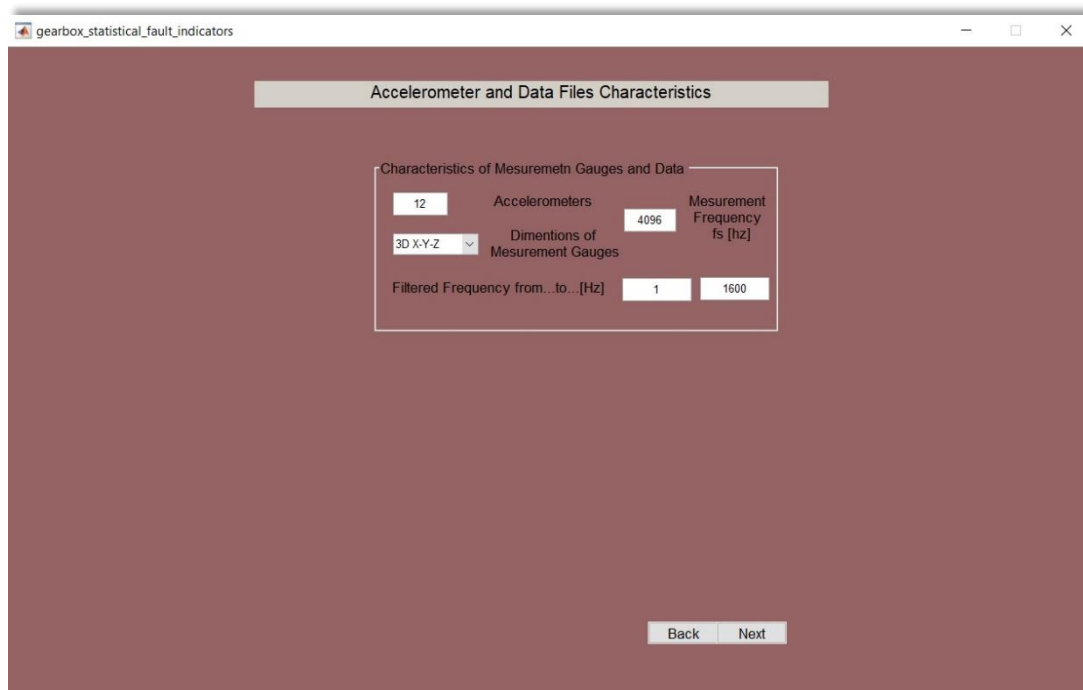 gearbox_statistical_fault_indicators
Accelerometer and Data Files Characteristics
Characteristics of Mesuremetn Gauges and Data
12
Accelerometers
4096
Mesurement
Frequency
fs [hz]
3D X-Y-Z
Dimentions of
Mesurement Gauges
Filtered Frequency from...to...[Hz]
1
1600
Back
Next